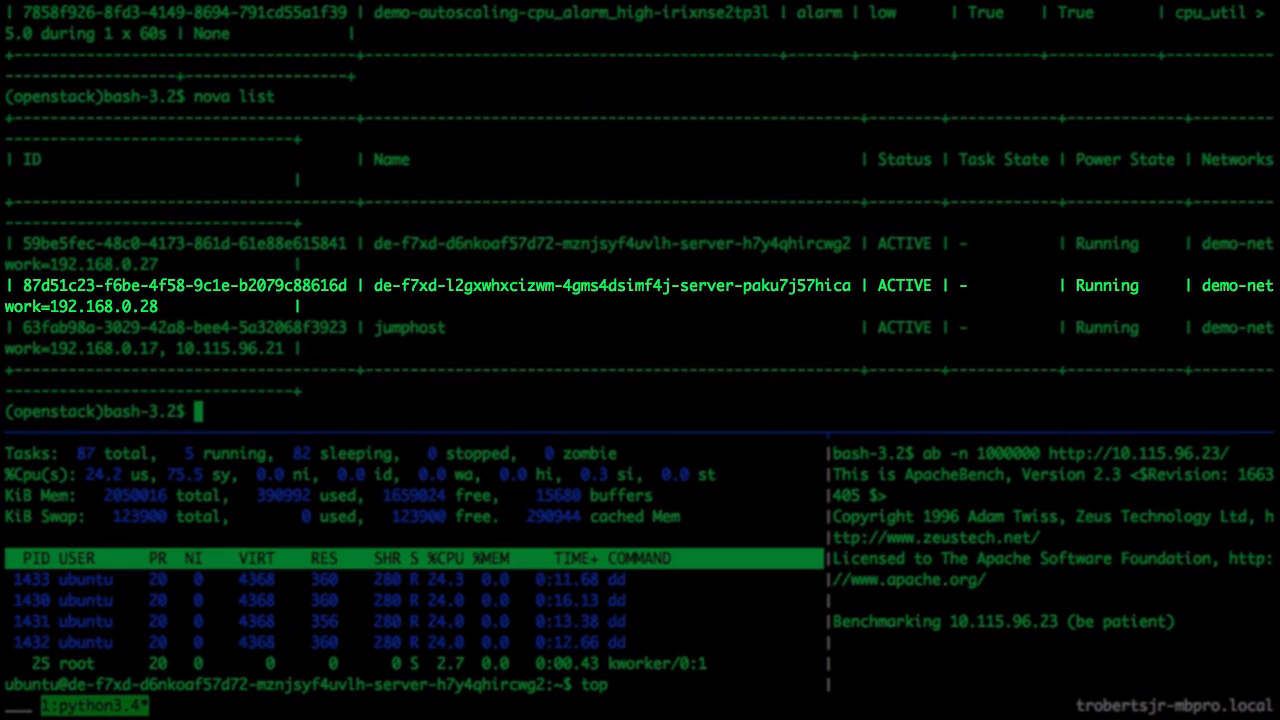 | 7858f926-8fd3-4149-8694-791cd55a1f39 | demo-autoscaling-cpu_alarm_high-irixnse2tp3l | alarm | low | True | True | cpu_util >
5.0 during 1 x 60s | None |
(openstack)bash-3.2$ nova list
| ID | Name | Status | Task State | Power State | Networks
|
| 59be5fec-48c0-4173-861d-61e88e615841 | de-f7xd-d6nkoaf57d72-mznjsyf4uvlh-server-h7y4qhircwg2 | ACTIVE | - | Running | demo-net
work=192.168.0.27 |
| 87d51c23-f6be-4f58-9c1e-b2079c88616d | de-f7xd-l2gxwhxcizwm-4gms4dsimf4j-server-paku7j57hica | ACTIVE | - | Running | demo-net
work=192.168.0.28 |
| 63fab98a-3029-42a8-bee4-5a32068f3923 | jumphost | ACTIVE | - | Running | demo-net
work=192.168.0.17, 10.115.96.21 |
(openstack)bash-3.2$
Tasks: 87 total, 5 running, 82 sleeping, 0 stopped, 0 zombie
%Cpu(s): 24.2 us, 75.5 sy, 0.0 ni, 0.0 id, 0.0 wa, 0.0 hi, 0.3 si, 0.0 st
KiB Mem: 2050016 total, 390992 used, 1659024 free, 15680 buffers
KiB Swap: 123900 total, 0 used, 123900 free. 290944 cached Mem
PID USER PR NI VIRT RES SHR S %CPU %MEM TIME+ COMMAND
1433 ubuntu 20 0 4368 360 280 R 24.3 0.0 0:11.68 dd
1430 ubuntu 20 0 4368 360 280 R 24.0 0.0 0:16.13 dd
1431 ubuntu 20 0 4368 356 280 R 24.0 0.0 0:13.38 dd
1432 ubuntu 20 0 4368 360 280 R 24.0 0.0 0:12.66 dd
25 root 20 0 0 0 0 S 2.7 0.0 0:00.43 kworker/0:1
ubuntu@de-f7xd-d6nkoaf57d72-mznjsyf4uvlh-server-h7y4qhircwg2:~$ top
bash-3.2$ ab -n 1000000 http://10.115.96.23/
This is ApacheBench, Version 2.3 <$Revision: 1663
405 $>
Copyright 1996 Adam Twiss, Zeus Technology Ltd, h
ttp://www.zeustech.net/
Licensed to The Apache Software Foundation, http:
//www.apache.org/
Benchmarking 10.115.96.23 (be patient)
1:python3.4*
trobertsjr-mbpro.local